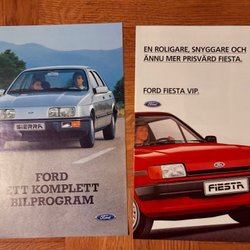 SIERRA
FORD
ETT KOMPLETT
BILPROGRAM
Ford
EN ROLIGARE, SNYGGARE OCH
ÄNNU MER PRISVÄRD FIESTA.
FORD FIESTA VIP.
Ford
FIESTA